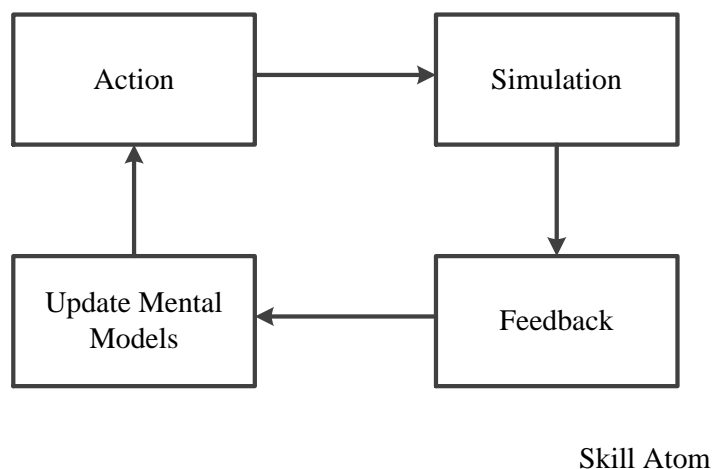 Action
Simulation
Update Mental
Models
Feedback
Skill Atom